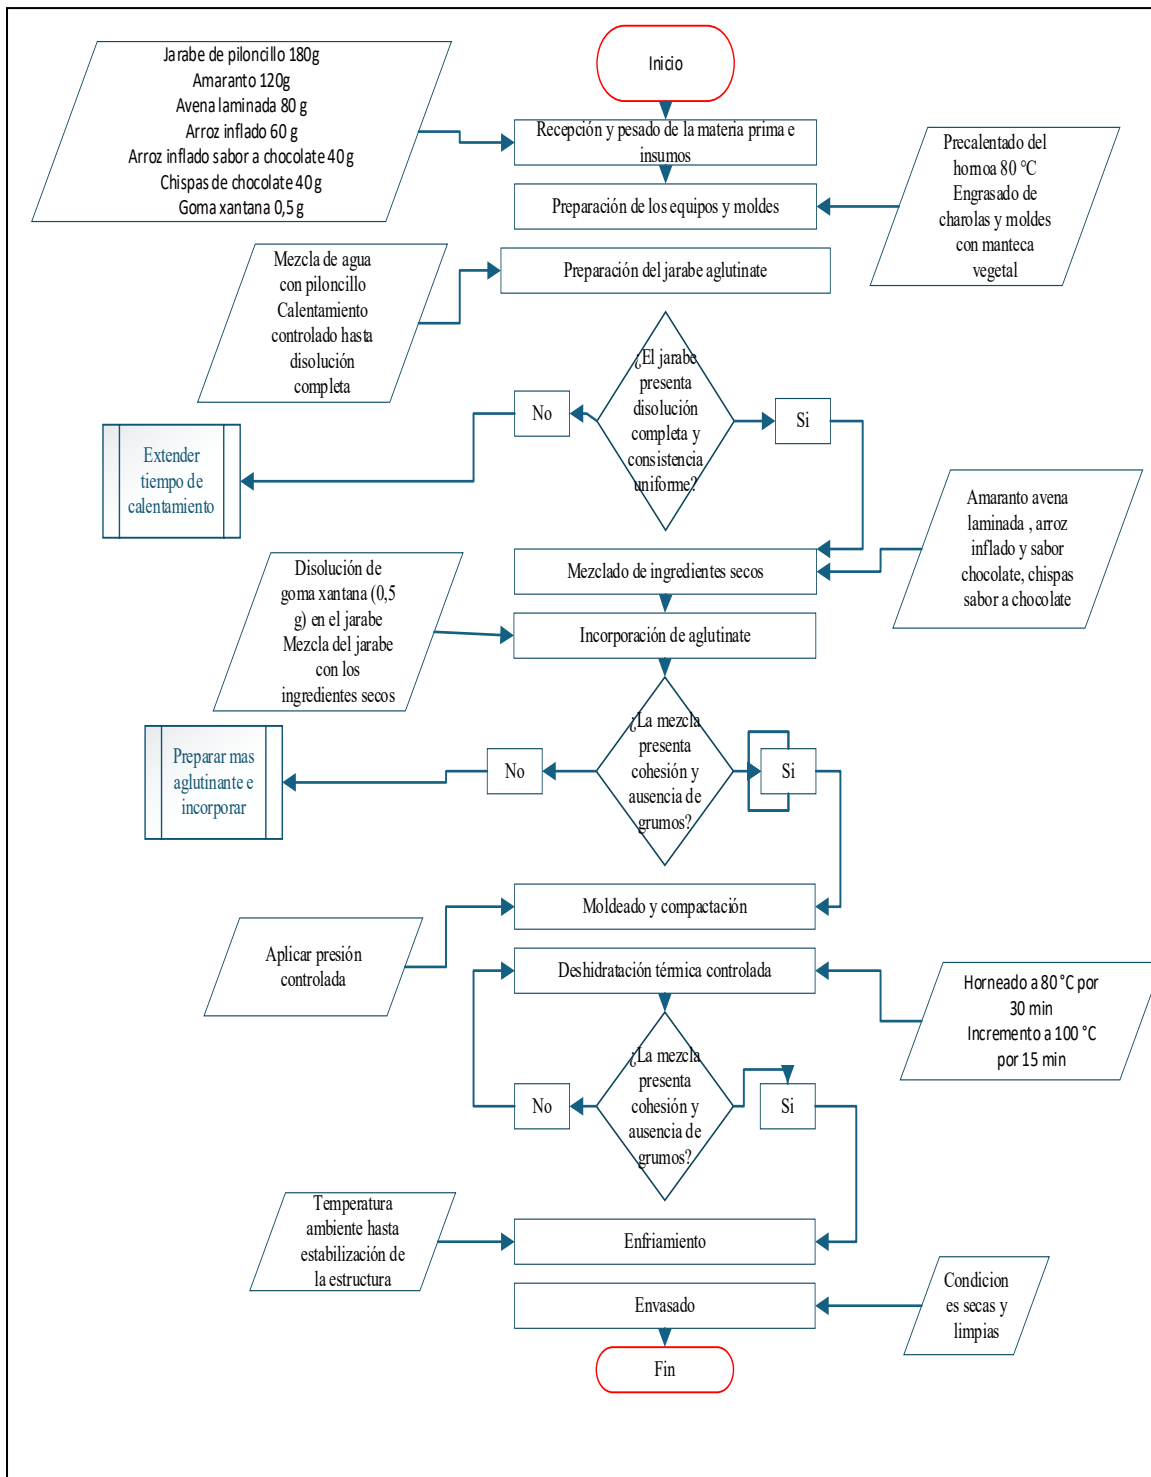 Jarabe de piloncillo 180g
Amaranto 120g
Avena laminada 80 g
Arroz inflado 60 g
Arroz inflado sabor a chocolate 40 g
Chispas de chocolate 40 g
Goma xantana 0,5 g
Inicio
Recepción y pesado de la materia prima e
insumos
Precalentado del
hornoa 80 °C
Engrasado de
charolas y moldes
con manteca
vegetal
Preparación de los equipos y moldes
Mezcla de agua
con piloncillo
Calentamiento
controlado hasta
disolución
completa
Preparación del jarabe aglutinate
¿El jarabe
presenta
disolución
completa y
consistencia
uniforme?
No
Si
Extender
tiempo de
calentamiento
Amaranto avena
laminada , arroz
inflado y sabor
chocolate, chispas
sabor a chocolate
Mezclado de ingredientes secos
Disolución de
goma xantana (0,5
g) en el jarabe
Mezcla del jarabe
con los
ingredientes secos
Incorporación de aglutinate
¿La mezcla
presenta
cohesión y
ausencia de
grumos?
No
Si
Preparar mas
aglutinante e
incorporar
Moldeado y compactación
Aplicar presión
controlada
Deshidratación térmica controlada
Horneado a 80 °C por
30 min
Incremento a 100 °C
por 15 min
¿La mezcla
presenta
cohesión y
ausencia de
grumos?
No
Si
Temperatura
ambiente hasta
estabilización de
la estructura
Enfriamiento
Envasado
Condicion
es secas y
limpias
Fin